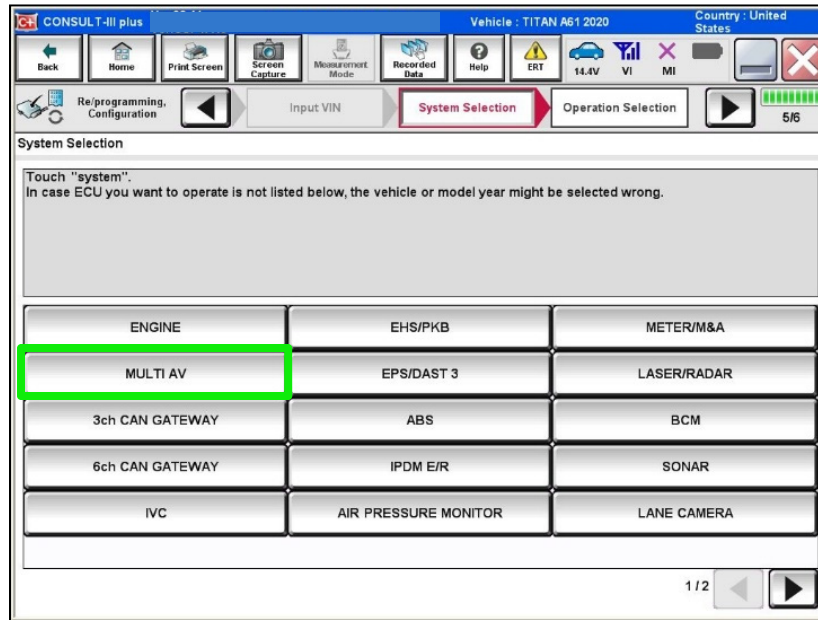 CONSULT-III plus
Vehicle : TITAN A61 2020
Country : United
States
Back
Home
Print Screen
Screen
Capture
Measurement
Mode
Recorded
Data
Help
ERT
14.4V
VI
MI
Re/programming,
Configuration
Input VIN
System Selection
Operation Selection
5/6
System Selection
Touch "system".
In case ECU you want to operate is not listed below, the vehicle or model year might be selected wrong.
ENGINE
EHS/PKB
METER/M&A
MULTI AV
EPS/DAST 3
LASER/RADAR
3ch CAN GATEWAY
ABS
BCM
6ch CAN GATEWAY
IPDM E/R
SONAR
IVC
AIR PRESSURE MONITOR
LANE CAMERA
1/2